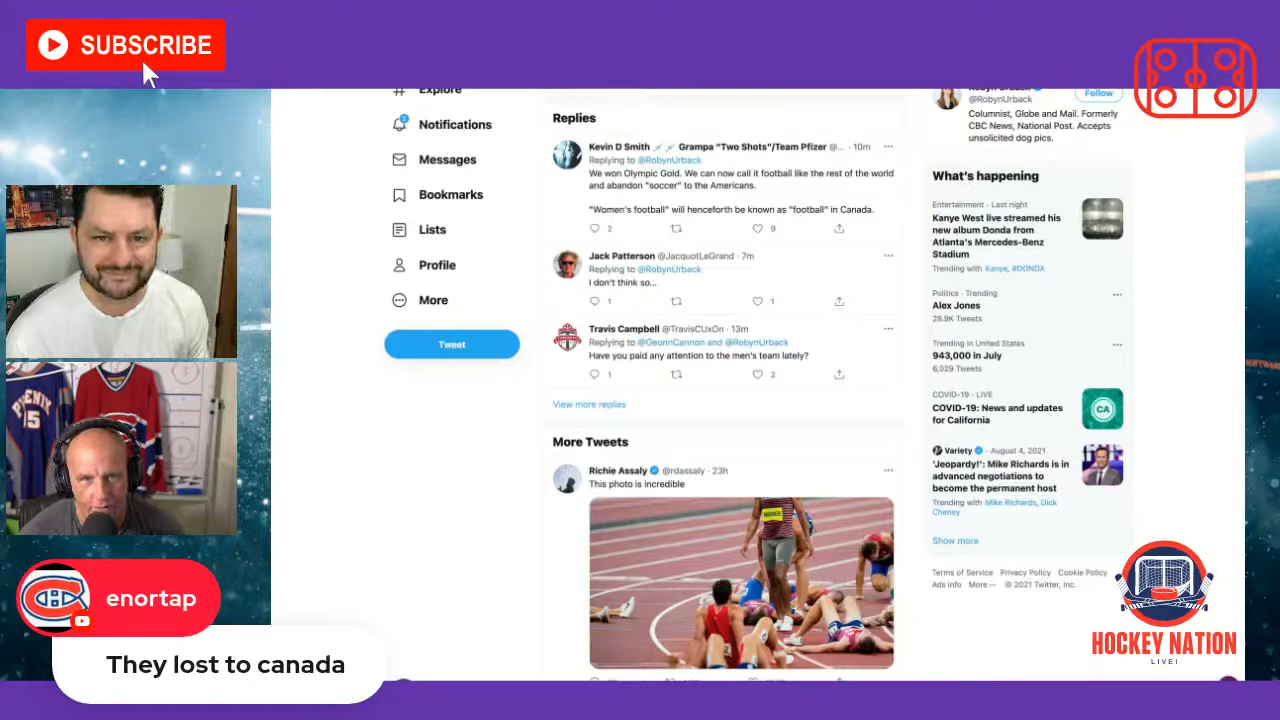 SUBSCRIBE
Explore
Notifications
Messages
Bookmarks
Lists
Profile
More
Tweet
Replies
Kevin D Smith Grampa "Two Shots"/Team Pfizer @... · 10m
Replying to @RobynUrback
We won Olympic Gold. We can now call it football like the rest of the world
and abandon "soccer" to the Americans.
"Women's football" will henceforth be known as "football" in Canada.
2
9
Jack Patterson @JacquotLeGrand · 7m
Replying to @RobynUrback
I don't think so...
1
1
Travis Campbell @TravisCUxOn · 13m
Replying to @GeonnCannon and @RobynUrback
Have you paid any attention to the men's team lately?
1
2
View more replies
More Tweets
Richie Assaly @rdassaly · 23h
This photo is incredible
WARNER
Robyn Urback
@RobynUrback
Follow
Columnist, Globe and Mail. Formerly
CBC News, National Post. Accepts
unsolicited dog pics.
What's happening
Entertainment · Last night
Kanye West live streamed his
new album Donda from
Atlanta's Mercedes-Benz
Stadium
Trending with Kanye, #DONDA
Politics · Trending
Alex Jones
28.9K Tweets
Trending in United States
943,000 in July
6,029 Tweets
COVID-19 · LIVE
COVID-19: News and updates
for California
CA
Variety · August 4, 2021
'Jeopardy!': Mike Richards is in
advanced negotiations to
become the permanent host
Trending with Mike Richards, Dick
Cheney
Show more
Terms of Service Privacy Policy Cookie Policy
Ads info More ··· © 2021 Twitter, Inc.
PHOENIX
15
enortap
They lost to canada
HOCKEY NATION
LIVE!